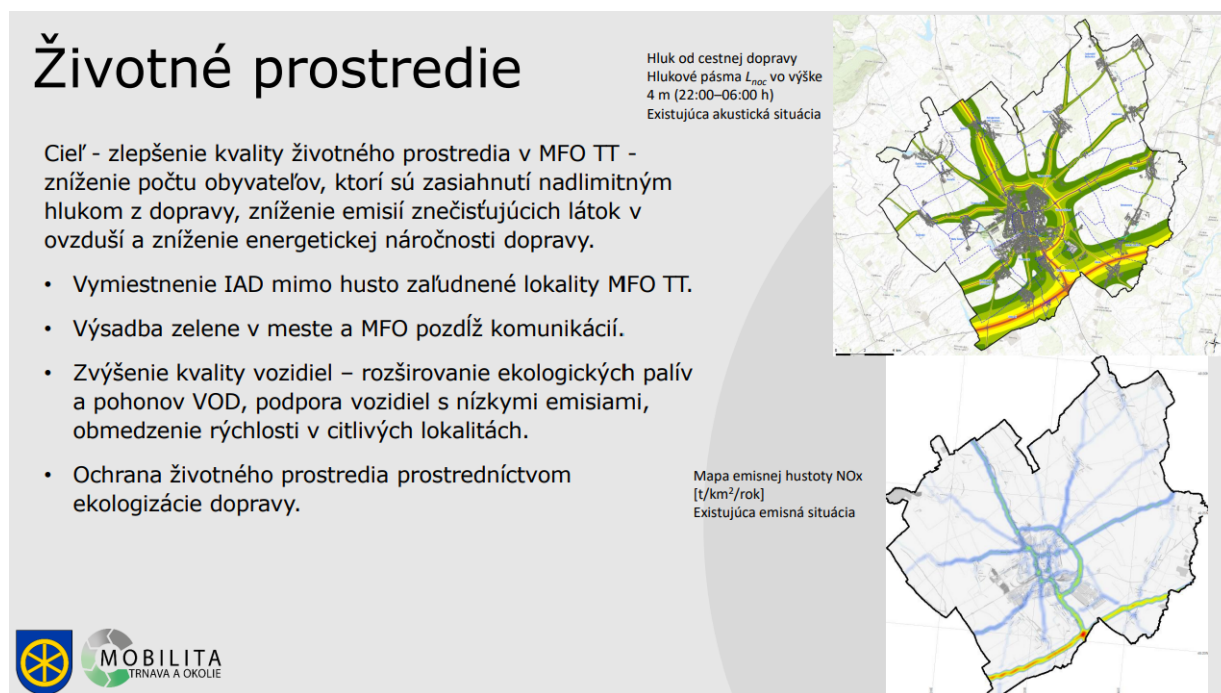 Životné prostredie
Hluk od cestnej dopravy
Hlukové pásma Lnoc vo výške
4 m (22:00–06:00 h)
Existujúca akustická situácia
Cieľ - zlepšenie kvality životného prostredia v MFO TT -
zníženie počtu obyvateľov, ktorí sú zasiahnutí nadlimitným
hlukom z dopravy, zníženie emisií znečisťujúcich látok v
ovzduší a zníženie energetickej náročnosti dopravy.
• Vymiestnenie IAD mimo husto zaľudnené lokality MFO TT.
• Výsadba zelene v meste a MFO pozdĺž komunikácií.
• Zvýšenie kvality vozidiel – rozširovanie ekologických palív
a pohonov VOD, podpora vozidiel s nízkymi emisiami,
obmedzenie rýchlosti v citlivých lokalitách.
• Ochrana životného prostredia prostredníctvom
ekologizácie dopravy.
Mapa emisnej hustoty NOx
[t/km²/rok]
Existujúca emisná situácia
MOBILITA
TRNAVA A OKOLIE